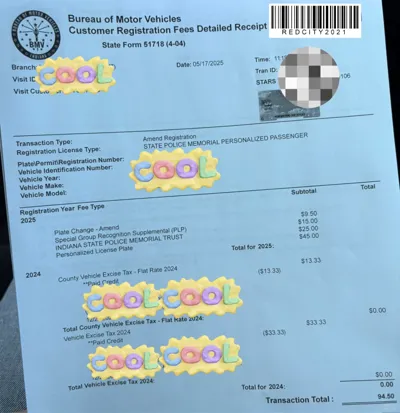 REDCITY2021
Bureau of Motor Vehicles
Customer Registration Fees Detailed Receipt
State Form 51718 (4-04)
BMV
Branch
COOL
Date: 05/17/2025
Time: 11:
Visit ID
Tran ID:
Visit
STARS
106
Transaction Type: Amend Registration
Registration License Type: STATE POLICE MEMORIAL PERSONALIZED PASSENGER
Plate\Permit\Registration Number:
Vehicle Identification Number:
COOL
Vehicle Year:
Vehicle Make:
Vehicle Model:
Registration Year Fee Type Subtotal Total
2025
Plate Change - Amend $9.50
Special Group Recognition Supplemental (PLP) $15.00
INDIANA STATE POLICE MEMORIAL TRUST $25.00
Personalized License Plate $45.00
Total for 2025:
2024 County Vehicle Excise Tax - Flat Rate 2024 ($13.33) $13.33
**Paid Credit
COOL COOL
Total County Vehicle Excise Tax - Flat Rate 2024: $0.00
Vehicle Excise Tax 2024 ($33.33) $33.33
**Paid Credit
COOL COOL
Total Vehicle Excise Tax 2024: $0.00
Total for 2024: 0.00
Transaction Total : 94.50